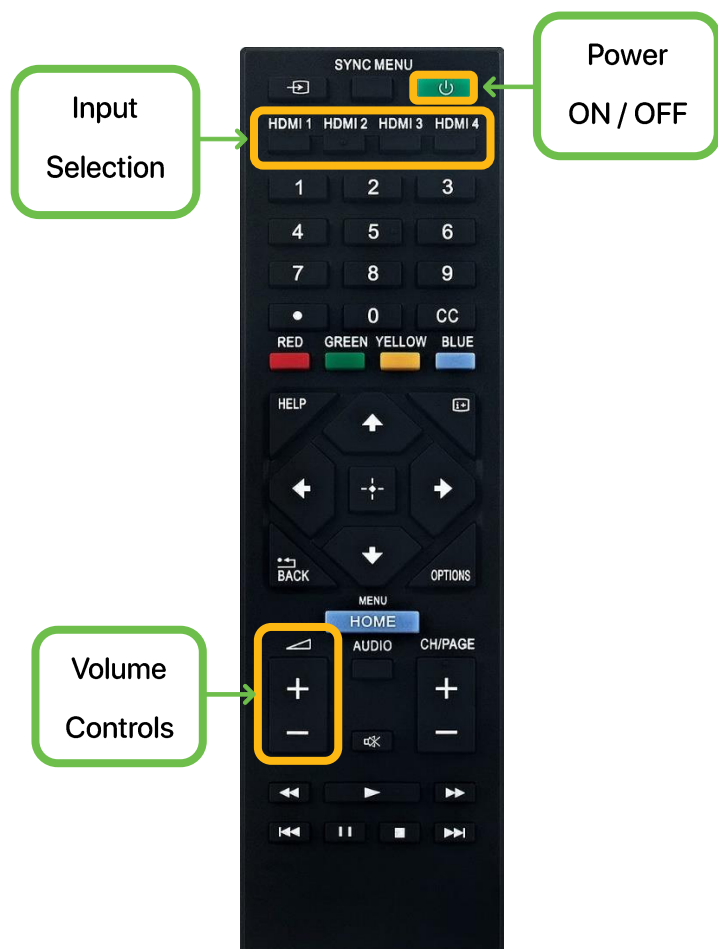 Power
ON / OFF
Input
Selection
SYNC MENU
HDMI 1 HDMI 2 HDMI 3 HDMI 4
1 2 3
4 5 6
7 8 9
0 CC
RED GREEN YELLOW BLUE
HELP
i+
BACK
OPTIONS
MENU
HOME
AUDIO CH/PAGE
Volume
Controls
+ +
− −